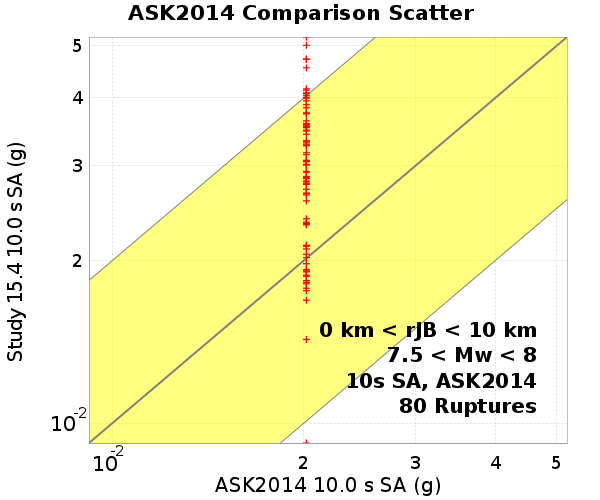 ASK2014 Comparison Scatter
Study 15.4 10.0 s SA (g)
5
4
3
2
10-2
0 km < rJB < 10 km
7.5 < Mw < 8
10s SA, ASK2014
80 Ruptures
10-2
2
3
4
5
ASK2014 10.0 s SA (g)